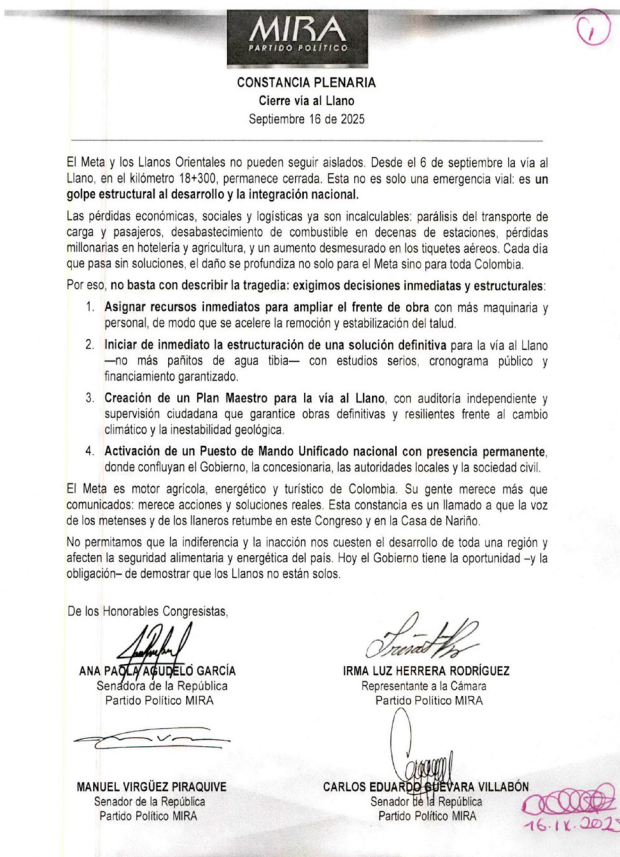 MIRA
PARTIDO POLÍTICO
1
CONSTANCIA PLENARIA
Cierre vía al Llano
Septiembre 16 de 2025
El Meta y los Llanos Orientales no pueden seguir aislados. Desde el 6 de septiembre la vía al
Llano, en el kilómetro 18+300, permanece cerrada. Esta no es solo una emergencia vial: es un
golpe estructural al desarrollo y la integración nacional.
Las pérdidas económicas, sociales y logísticas ya son incalculables: parálisis del transporte de
carga y pasajeros, desabastecimiento de combustible en decenas de estaciones, pérdidas
millonarias en hotelería y agricultura, y un aumento desmesurado en los tiquetes aéreos. Cada día
que pasa sin soluciones, el daño se profundiza no solo para el Meta sino para toda Colombia.
Por eso, no basta con describir la tragedia: exigimos decisiones inmediatas y estructurales:
1. Asignar recursos inmediatos para ampliar el frente de obra con más maquinaria y
personal, de modo que se acelere la remoción y estabilización del talud.
2. Iniciar de inmediato la estructuración de una solución definitiva para la vía al Llano
—no más pañitos de agua tibia— con estudios serios, cronograma público y
financiamiento garantizado.
3. Creación de un Plan Maestro para la vía al Llano, con auditoría independiente y
supervisión ciudadana que garantice obras definitivas y resilientes frente al cambio
climático y la inestabilidad geológica.
4. Activación de un Puesto de Mando Unificado nacional con presencia permanente,
donde confluyan el Gobierno, la concesionaria, las autoridades locales y la sociedad civil.
El Meta es motor agrícola, energético y turístico de Colombia. Su gente merece más que
comunicados: merece acciones y soluciones reales. Esta constancia es un llamado a que la voz
de los metenses y de los llaneros retumbe en este Congreso y en la Casa de Nariño.
No permitamos que la indiferencia y la inacción nos cuesten el desarrollo de toda una región y
afecten la seguridad alimentaria y energética del país. Hoy el Gobierno tiene la oportunidad –y la
obligación– de demostrar que los Llanos no están solos.
De los Honorables Congresistas,
ANA PAOLA AGUDELO GARCÍA
Senadora de la República
Partido Político MIRA
IRMA LUZ HERRERA RODRÍGUEZ
Representante a la Cámara
Partido Político MIRA
MANUEL VIRGÜEZ PIRAQUIVE
Senador de la República
Partido Político MIRA
CARLOS EDUARDO GUEVARA VILLABÓN
Senador de la República
Partido Político MIRA
16.IX.2025